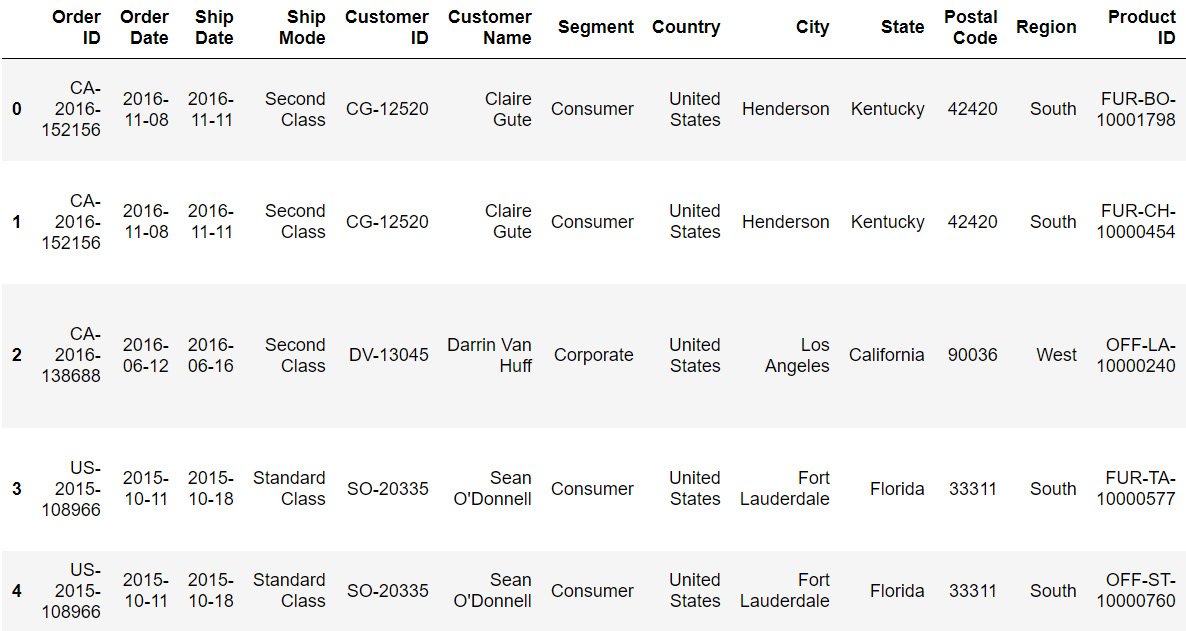 Order ID Order Date Ship Date Ship Mode Customer ID Customer Name Segment Country City State Postal Code Region Product ID
0 CA-2016-152156 2016-11-08 2016-11-11 Second Class CG-12520 Claire Gute Consumer United States Henderson Kentucky 42420 South FUR-BO-10001798
1 CA-2016-152156 2016-11-08 2016-11-11 Second Class CG-12520 Claire Gute Consumer United States Henderson Kentucky 42420 South FUR-CH-10000454
2 CA-2016-138688 2016-06-12 2016-06-16 Second Class DV-13045 Darrin Van Huff Corporate United States Los Angeles California 90036 West OFF-LA-10000240
3 US-2015-108966 2015-10-11 2015-10-18 Standard Class SO-20335 Sean O'Donnell Consumer United States Fort Lauderdale Florida 33311 South FUR-TA-10000577
4 US-2015-108966 2015-10-11 2015-10-18 Standard Class SO-20335 Sean O'Donnell Consumer United States Fort Lauderdale Florida 33311 South OFF-ST-10000760